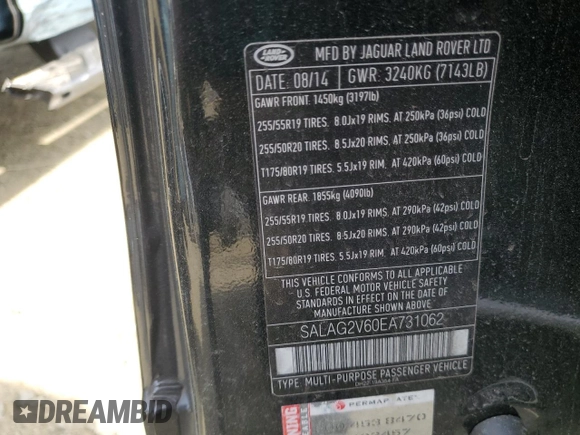 LAND-
ROVER
MFD BY JAGUAR LAND ROVER LTD
DATE: 08/14 GWR: 3240KG (7143LB)
GAWR FRONT. 1450kg (3197lb)
255/55R19 TIRES. 8.0Jx19 RIMS, AT 250kPa (36psi) COLD
255/50R20 TIRES. 8.5Jx20 RIMS, AT 250kPa (36psi) COLD
T175/80R19 TIRES. 5.5Jx19 RIM. AT 420kPa (60psi) COLD
GAWR REAR. 1855kg (4090lb)
255/55R19 TIRES. 8.0Jx19 RIMS, AT 290kPa (42psi) COLD
255/50R20 TIRES. 8.5Jx20 RIMS, AT 290kPa (42psi) COLD
T175/80R19 TIRES. 5.5Jx19 RIM. AT 420kPa (60psi) COLD
THIS VEHICLE CONFORMS TO ALL APPLICABLE
U.S. FEDERAL MOTOR VEHICLE SAFETY
STANDARDS IN EFFECT ON THE DATE OF
MANUFACTURE SHOWN ABOVE
SALAG2V60EA731062
TYPE: MULTI-PURPOSE PASSENGER VEHICLE
DREAMBID
.COM